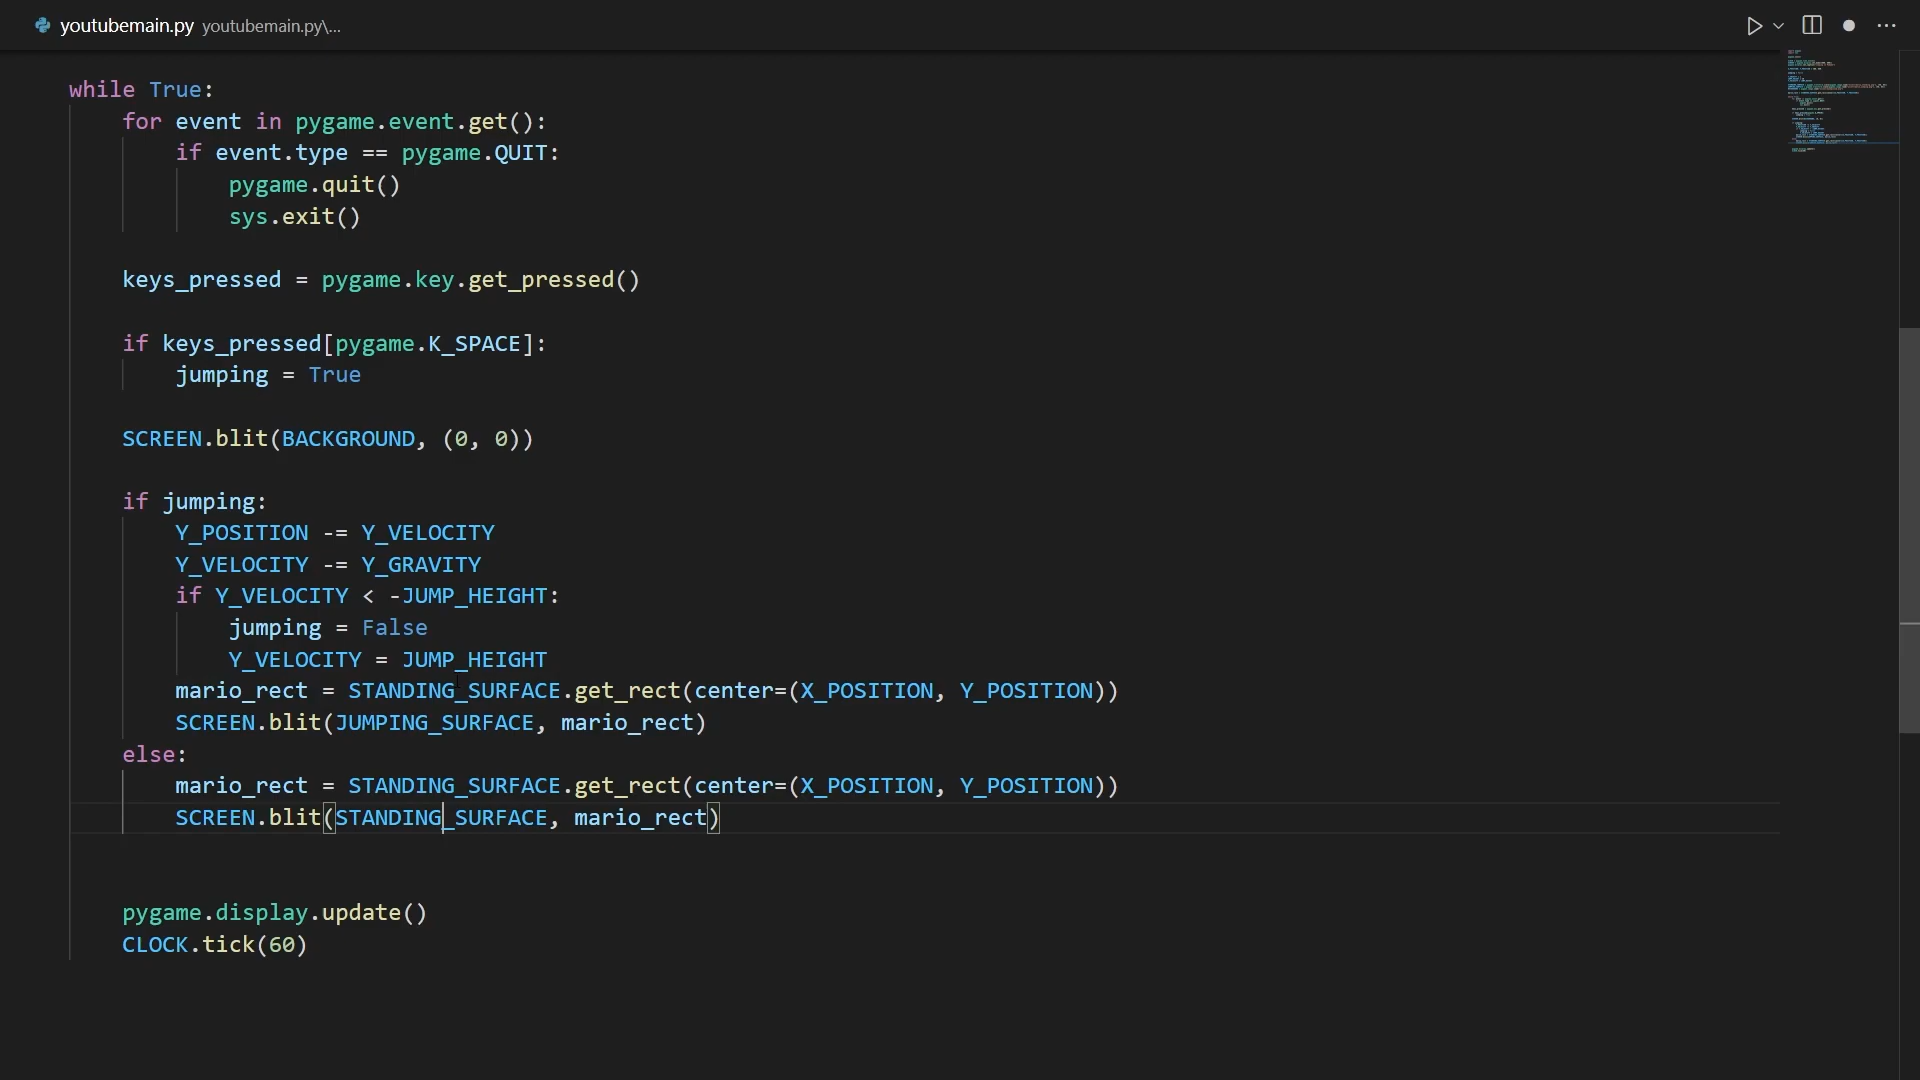 youtubemain.py youtubemain.py\...
while True:
    for event in pygame.event.get():
        if event.type == pygame.QUIT:
            pygame.quit()
            sys.exit()
    keys_pressed = pygame.key.get_pressed()
    if keys_pressed[pygame.K_SPACE]:
        jumping = True
    SCREEN.blit(BACKGROUND, (0, 0))
    if jumping:
        Y_POSITION -= Y_VELOCITY
        Y_VELOCITY -= Y_GRAVITY
        if Y_VELOCITY < -JUMP_HEIGHT:
            jumping = False
            Y_VELOCITY = JUMP_HEIGHT
        mario_rect = STANDING_SURFACE.get_rect(center=(X_POSITION, Y_POSITION))
        SCREEN.blit(JUMPING_SURFACE, mario_rect)
    else:
        mario_rect = STANDING_SURFACE.get_rect(center=(X_POSITION, Y_POSITION))
        SCREEN.blit(STANDING_SURFACE, mario_rect)
    pygame.display.update()
    CLOCK.tick(60)